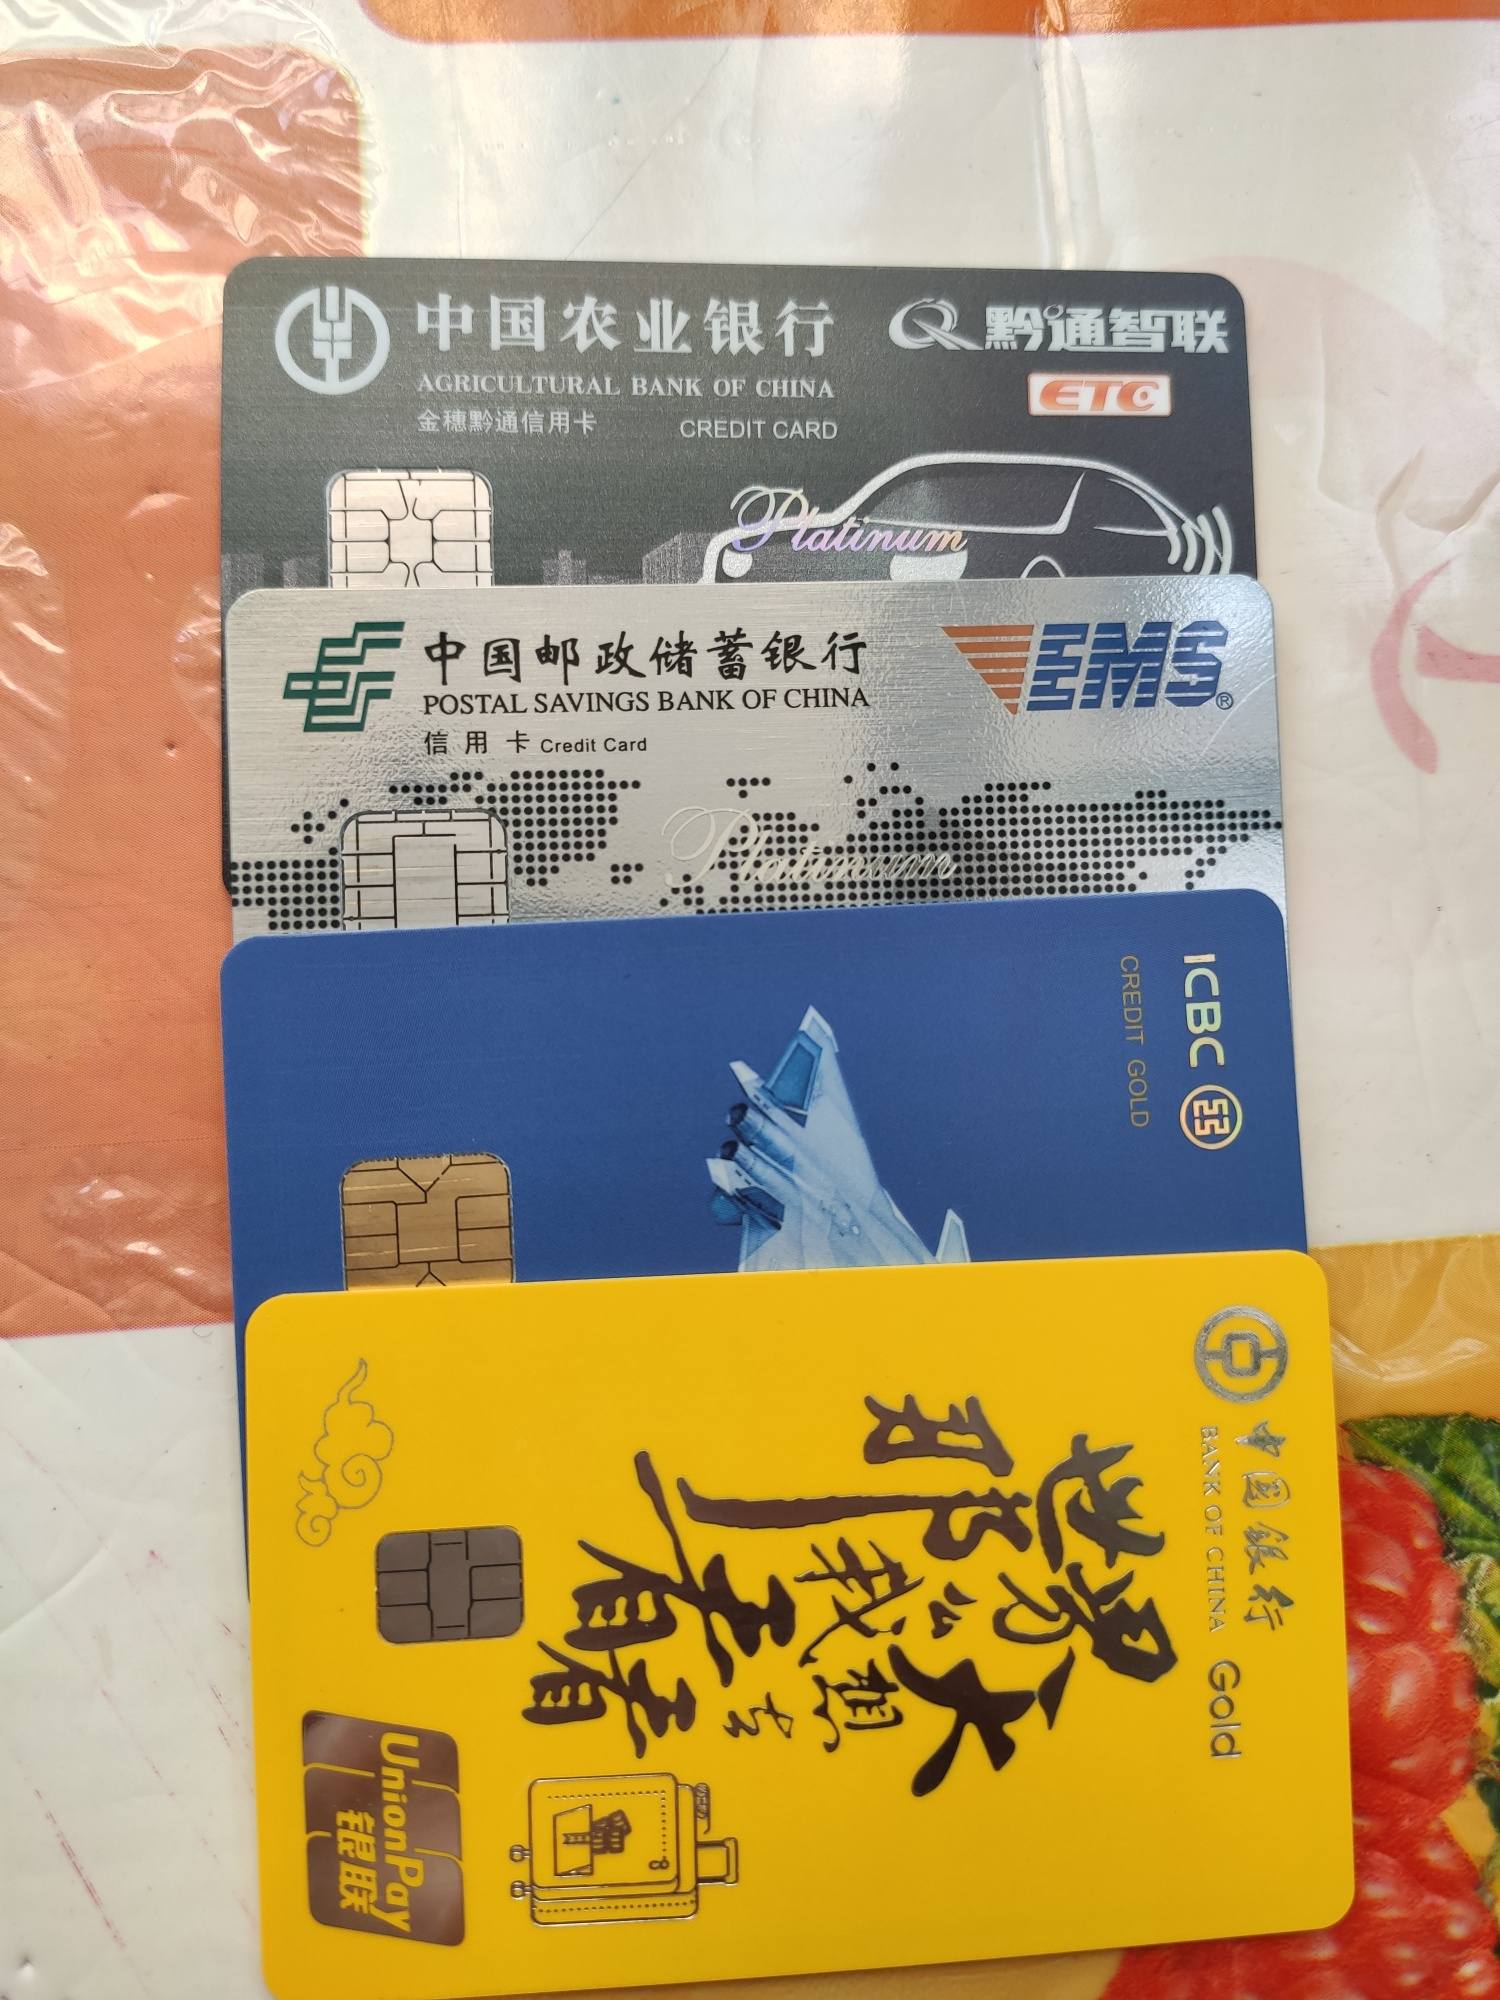 中国农业银行
AGRICULTURAL BANK OF CHINA
金穗黔通信用卡 CREDIT CARD
黔通智联
ETC
Platinum
中国邮政储蓄银行
POSTAL SAVINGS BANK OF CHINA
信用卡 Credit Card
EMS®
Platinum
ICBC
CREDIT GOLD
中国银行
BANK OF CHINA Gold
世界那么大
我想去
看看
UnionPay
银联